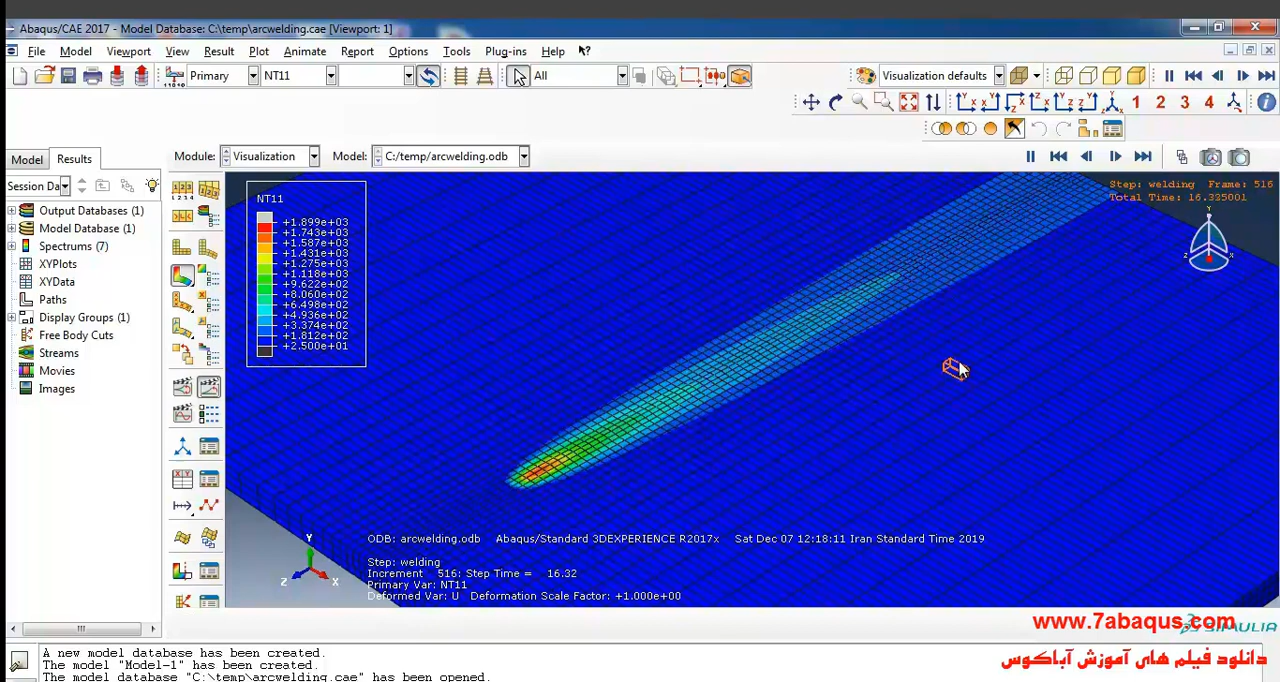 Abaqus/CAE 2017 - Model Database: C:\temp\arcwelding.cae [Viewport: 1]
File Model Viewport View Result Plot Animate Report Options Tools Plug-ins Help
Primary NT11 All Visualization defaults
1 2 3 4
Model Results Module: Visualization Model: C:/temp/arcwelding.odb
Session Da
Output Databases (1)
Model Database (1)
Spectrums (7)
XYPlots
XYData
Paths
Display Groups (1)
Free Body Cuts
Streams
Movies
Images
NT11
+1.899e+03
+1.743e+03
+1.587e+03
+1.431e+03
+1.275e+03
+1.118e+03
+9.622e+02
+8.060e+02
+6.498e+02
+4.936e+02
+3.374e+02
+1.812e+02
+2.500e+01
Step: welding Frame: 516
Total Time: 16.325001
Y
Z X
Y
Z X
ODB: arcwelding.odb Abaqus/Standard 3DEXPERIENCE R2017x Sat Dec 07 12:18:11 Iran Standard Time 2019
Step: welding
Increment 516: Step Time = 16.32
Primary Var: NT11
Deformed Var: U Deformation Scale Factor: +1.000e+00
www.7abaqus.com
SIMULIA
دانلود فیلم های آموزش آباکوس
A new model database has been created.
The model "Model-1" has been created.
The model database "C:\temp\arcwelding.cae" has been opened.